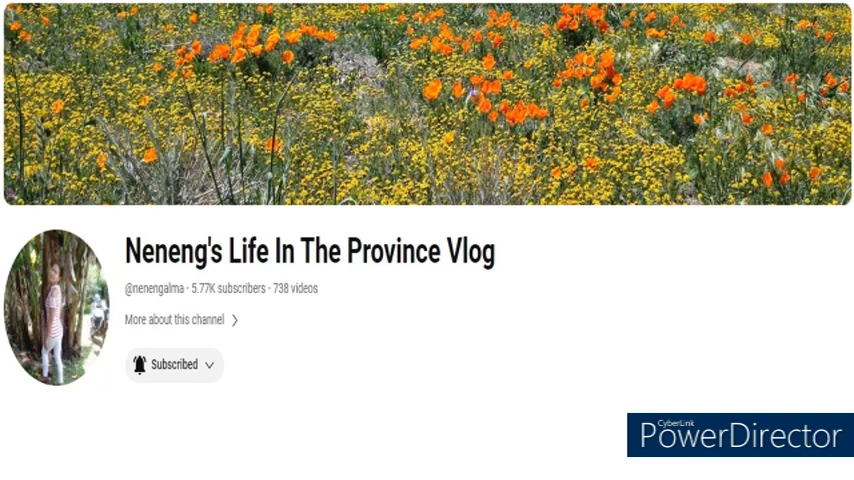 Neneng's Life In The Province Vlog
@nenengalma · 5.77K subscribers · 738 videos
More about this channel
Subscribed
CyberLink
PowerDirector